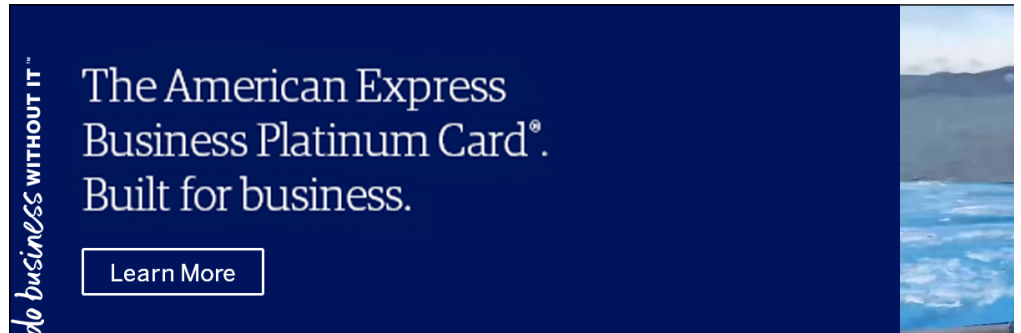 The American Express
Business Platinum Card®.
Built for business.
Learn More
do business WITHOUT IT™